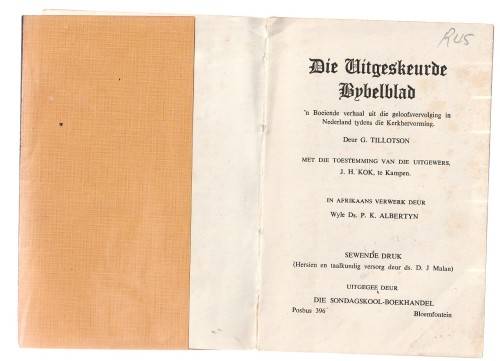 R45
Die Uitgeskeurde
Bybelblad
'n Boeiende verhaal uit die geloofsvervolging in
Nederland tydens die Kerkhervorming.
Deur G. TILLOTSON
MET DIE TOESTEMMING VAN DIE UITGEWERS,
J. H. KOK, te Kampen.
IN AFRIKAANS VERWERK DEUR
Wyle Ds. P. K. ALBERTYN
SEWENDE DRUK
(Hersien en taalkundig versorg deur ds. D. J Malan)
UITGEGEE DEUR
DIE SONDAGSKOOL-BOEKHANDEL
Posbus 396 Bloemfontein